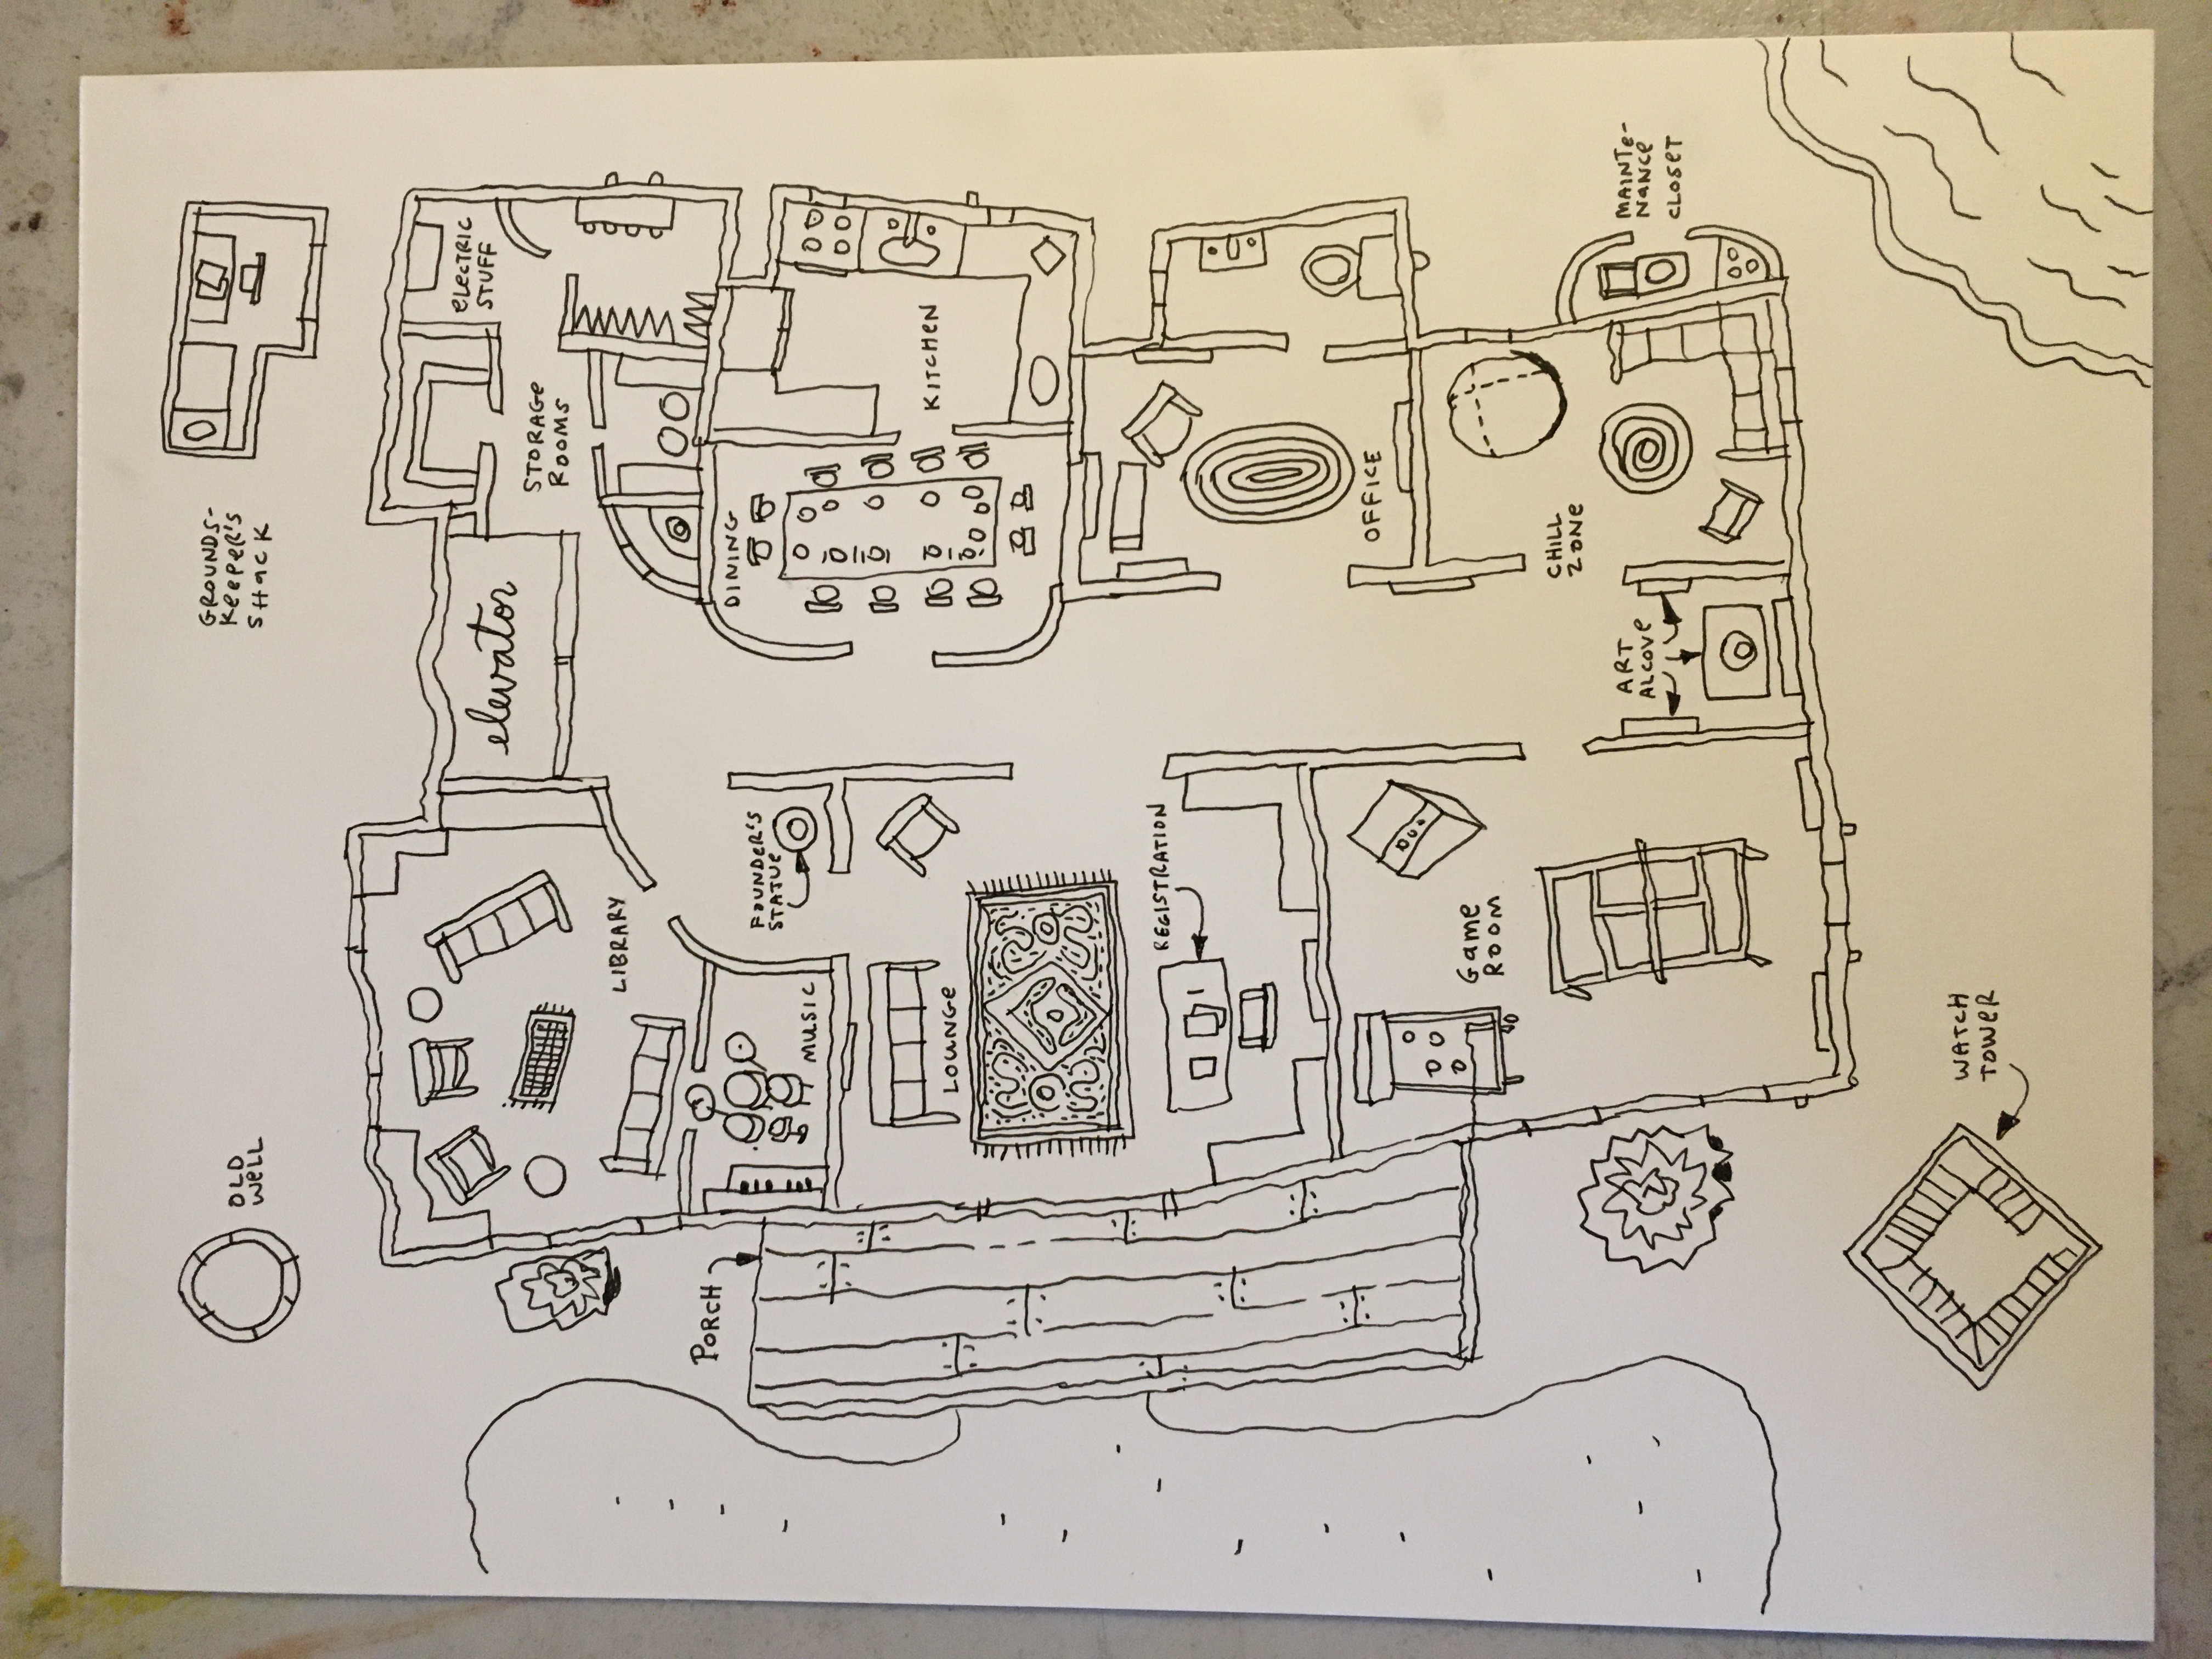 OLD
WELL
GROUNDS-
KEEPER'S
SHACK
elevator
ELECTRIC
STUFF
STORAGE
ROOMS
LIBRARY
PORCH
DINING
FOUNDER'S
STATUE
MUSIC
KITCHEN
LOUNGE
REGISTRATION
OFFICE
GAME
ROOM
CHILL
ZONE
ART
ALCOVE
MAINTE-
NANCE
CLOSET
WATCH
TOWER